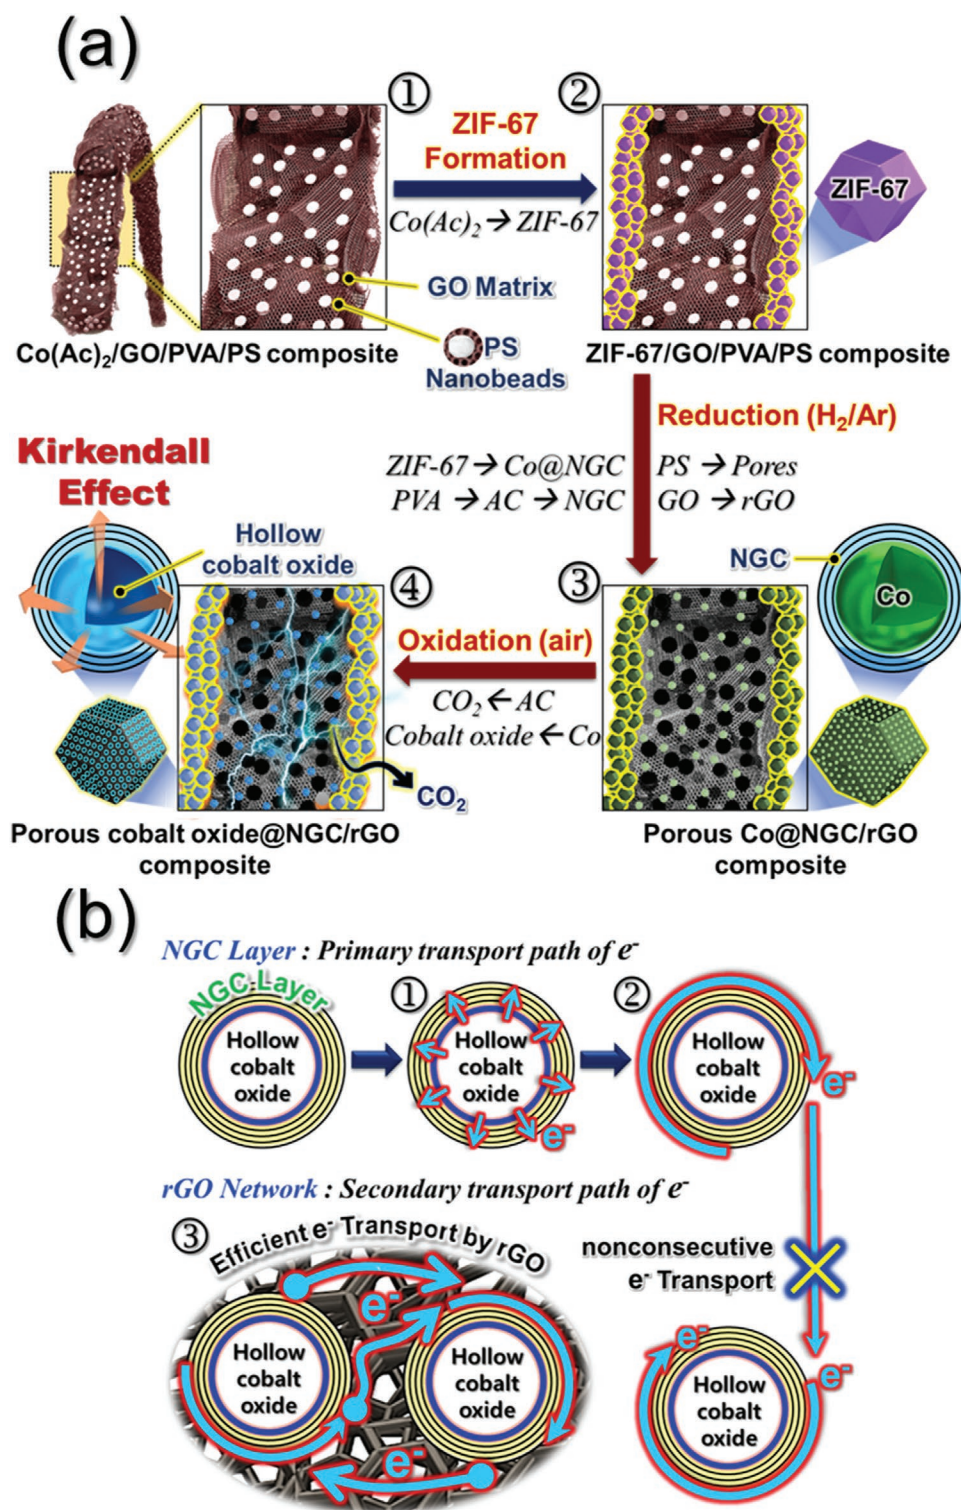 (a)
①
②
ZIF-67
Formation
Co(Ac)₂ → ZIF-67
ZIF-67
GO Matrix
PS
Nanobeads
Co(Ac)₂/GO/PVA/PS composite
ZIF-67/GO/PVA/PS composite
Reduction (H₂/Ar)
ZIF-67 → Co@NGC
PS → Pores
PVA → AC → NGC
GO → rGO
Kirkendall
Effect
Hollow
cobalt oxide
④
③
NGC
Co
Oxidation (air)
CO₂ ← AC
Cobalt oxide ← Co
CO₂
Porous cobalt oxide@NGC/rGO
composite
Porous Co@NGC/rGO
composite
(b)
NGC Layer : Primary transport path of e⁻
NGC Layer
①
②
Hollow
cobalt
oxide
Hollow
cobalt
oxide
e⁻
Hollow
cobalt
oxide
e⁻
rGO Network : Secondary transport path of e⁻
③
Efficient e⁻ Transport by rGO
nonconsecutive
e⁻ Transport
e⁻
Hollow
cobalt
oxide
Hollow
cobalt
oxide
e⁻
e⁻
e⁻
Hollow
cobalt
oxide